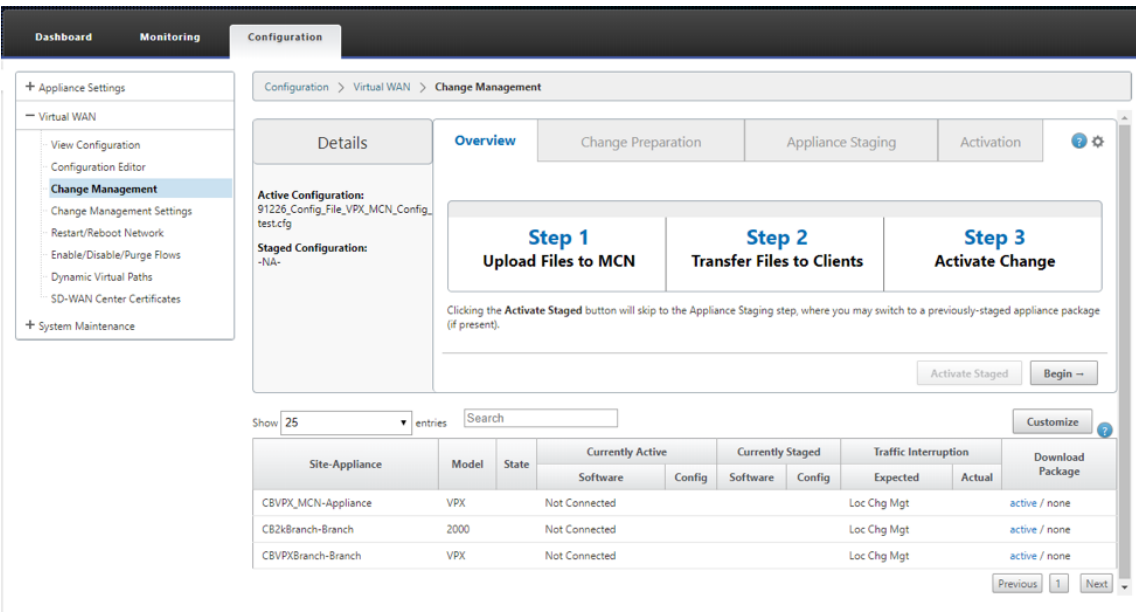 Dashboard Monitoring Configuration
+ Appliance Settings
− Virtual WAN
View Configuration
Configuration Editor
Change Management
Change Management Settings
Restart/Reboot Network
Enable/Disable/Purge Flows
Dynamic Virtual Paths
SD-WAN Center Certificates
+ System Maintenance
Configuration > Virtual WAN > Change Management
Details
Active Configuration:
91226_Config_File_VPX_MCN_Config_
test.cfg
Staged Configuration:
-NA-
Overview Change Preparation Appliance Staging Activation ?
Step 1 Step 2 Step 3
Upload Files to MCN Transfer Files to Clients Activate Change
Clicking the Activate Staged button will skip to the Appliance Staging step, where you may switch to a previously-staged appliance package
(if present).
Activate Staged Begin →
Show 25 entries Search Customize ?
Site-Appliance Model State Currently Active Currently Staged Traffic Interruption Download Package
Software Config Software Config Expected Actual
CBVPX_MCN-Appliance VPX Not Connected Loc Chg Mgt active / none
CB2kBranch-Branch 2000 Not Connected Loc Chg Mgt active / none
CBVPXBranch-Branch VPX Not Connected Loc Chg Mgt active / none
Previous 1 Next